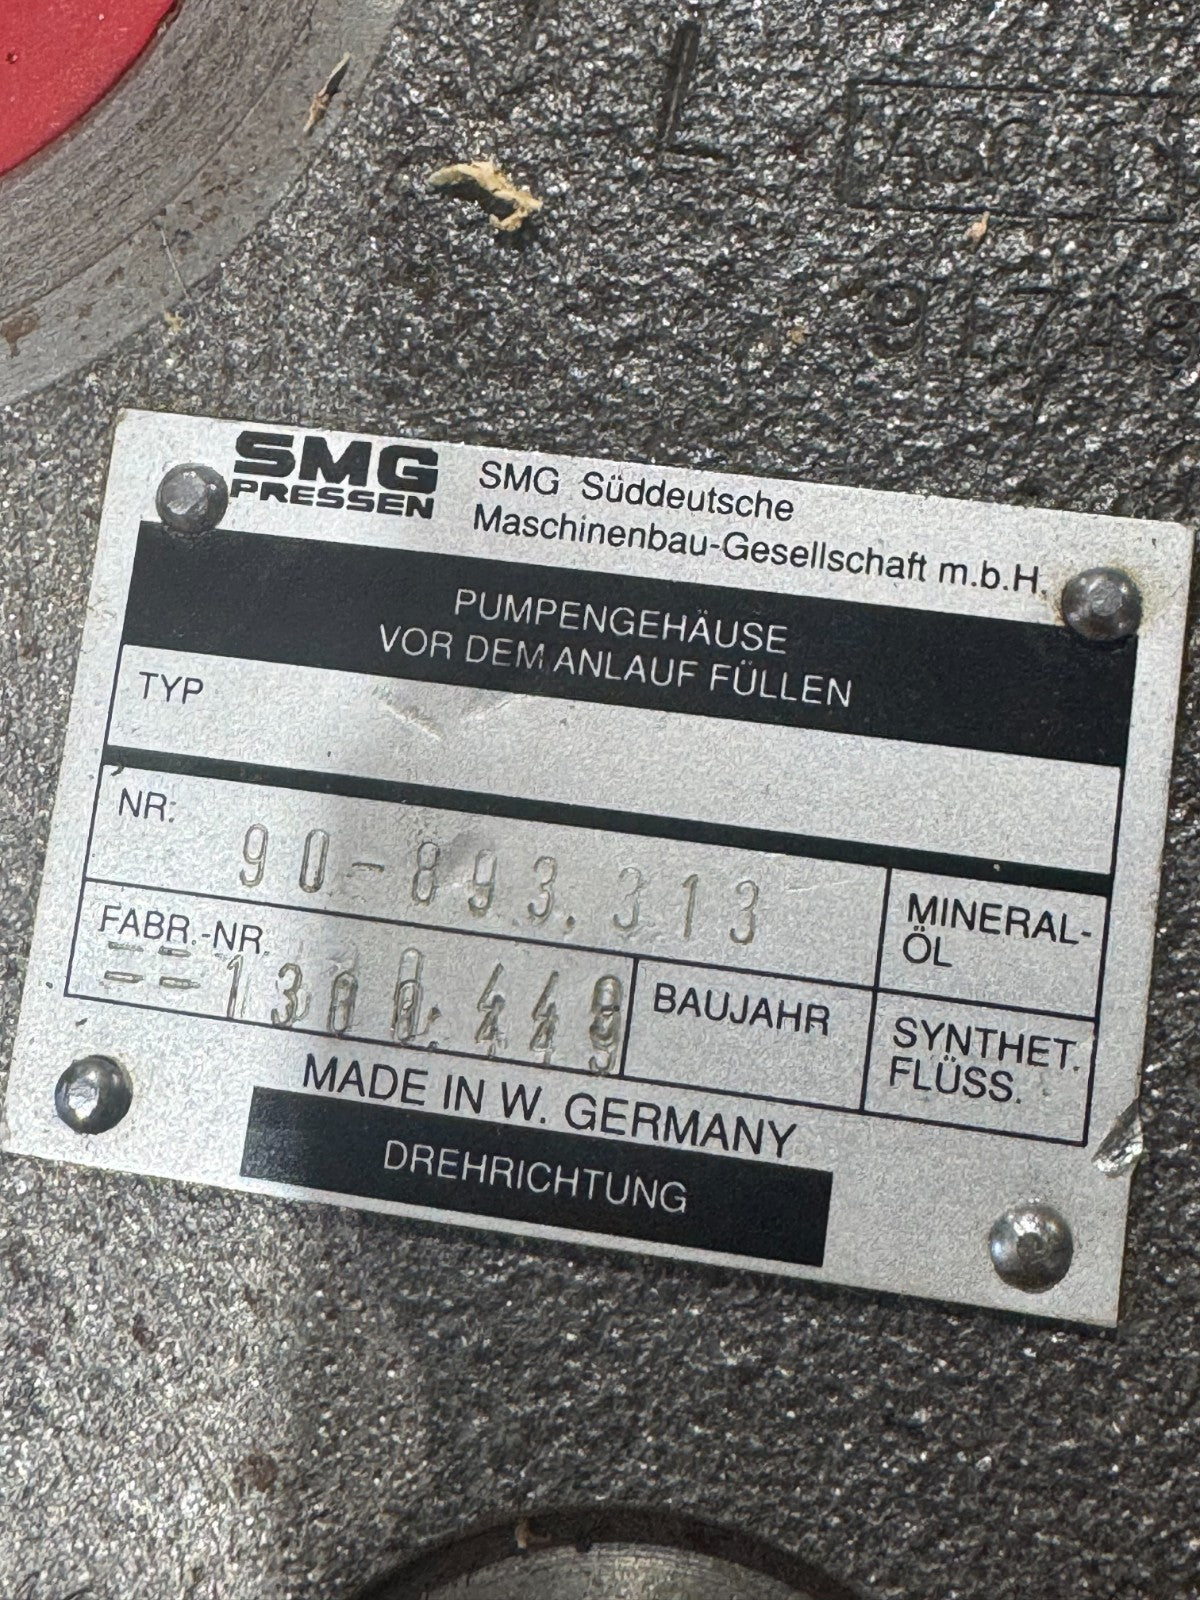 L
SMG
PRESSEN
SMG Süddeutsche
Maschinenbau-Gesellschaft m.b.H.
PUMPENGEHÄUSE
VOR DEM ANLAUF FÜLLEN
TYP
NR:
90-893.313
MINERAL-
ÖL
FABR.-NR.
BAUJAHR
SYNTHET.
FLÜSS.
MADE IN W. GERMANY
DREHRICHTUNG